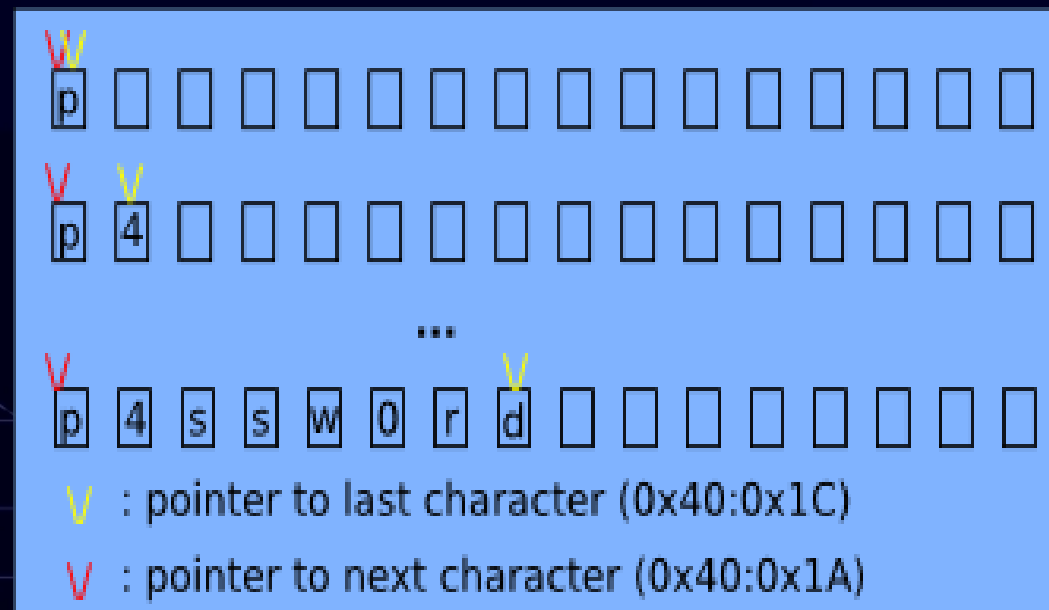 V V
p
V V
p 4
...
V V
p 4 s s w 0 r d
V : pointer to last character (0x40:0x1C)
V : pointer to next character (0x40:0x1A)